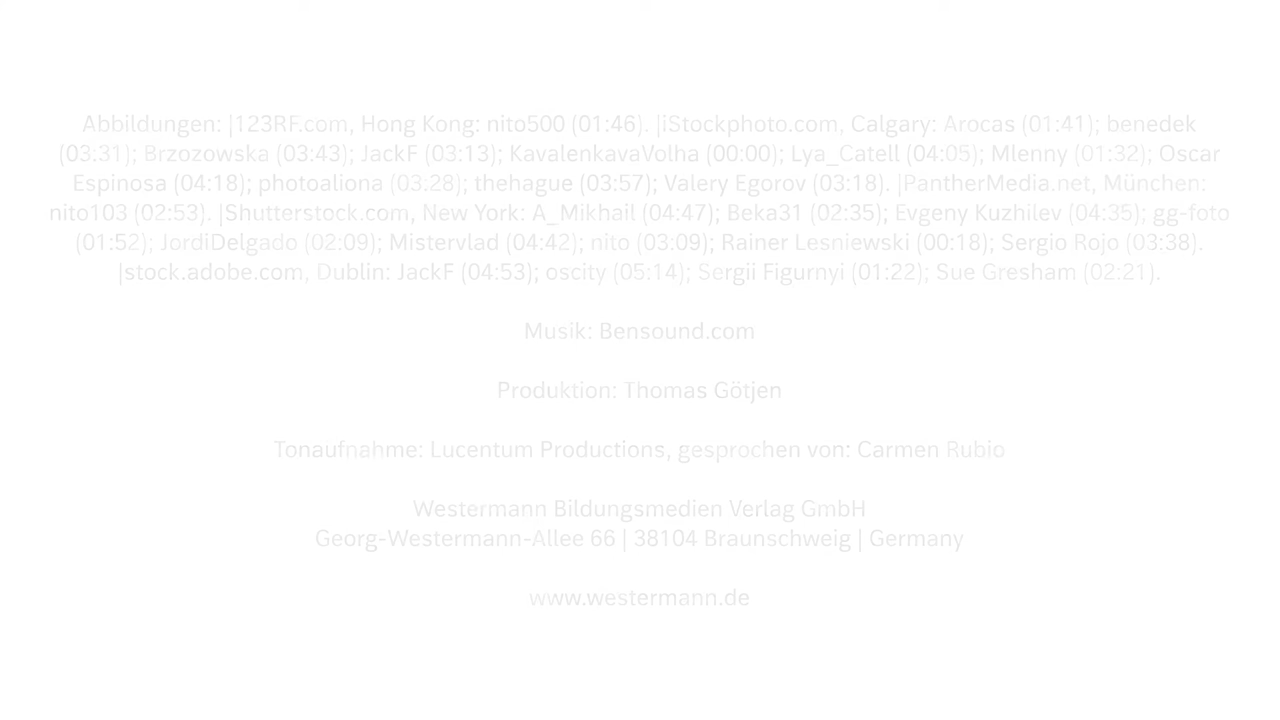 Abbildungen: |123RF.com, Hong Kong: nito500 (01:46). |iStockphoto.com, Calgary: Arocas (01:41); benedek
(03:31); Brzozowska (03:43); JackF (03:13); KavalenkavaVolha (00:00); Lya_Catell (04:05); Mlenny (01:32); Oscar
Espinosa (04:18); photoaliona (03:28); thehague (03:57); Valery Egorov (03:18). |PantherMedia.net, München:
nito103 (02:53). |Shutterstock.com, New York: A_Mikhail (04:47); Beka31 (02:35); Evgeny Kuzhilev (04:35); gg-foto
(01:52); JordiDelgado (02:09); Mistervlad (04:42); nito (03:09); Rainer Lesniewski (00:18); Sergio Rojo (03:38).
|stock.adobe.com, Dublin: JackF (04:53); oscity (05:14); Sergii Figurnyi (01:22); Sue Gresham (02:21).
Musik: Bensound.com
Produktion: Thomas Götjen
Tonaufnahme: Lucentum Productions, gesprochen von: Carmen Rubio
Westermann Bildungsmedien Verlag GmbH
Georg-Westermann-Allee 66 | 38104 Braunschweig | Germany
www.westermann.de